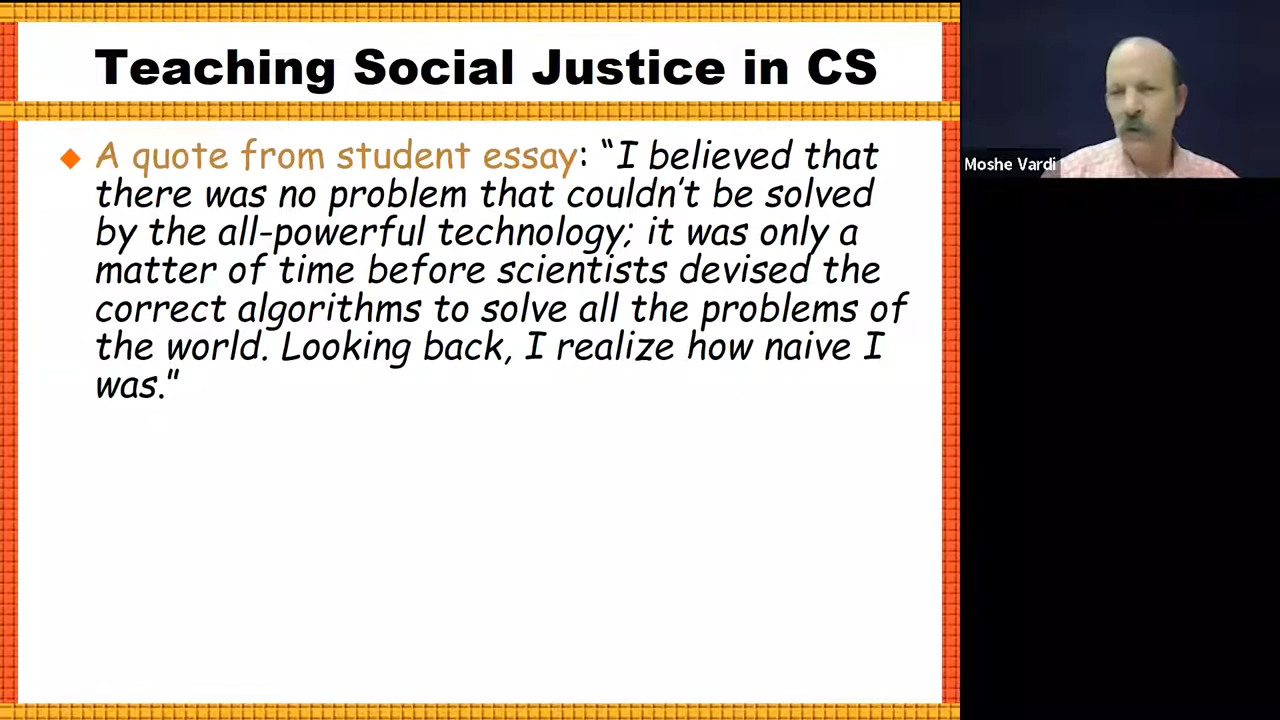 Teaching Social Justice in CS
A quote from student essay: “I believed that
there was no problem that couldn’t be solved
by the all-powerful technology; it was only a
matter of time before scientists devised the
correct algorithms to solve all the problems of
the world. Looking back, I realize how naive I
was.”
Moshe Vardi